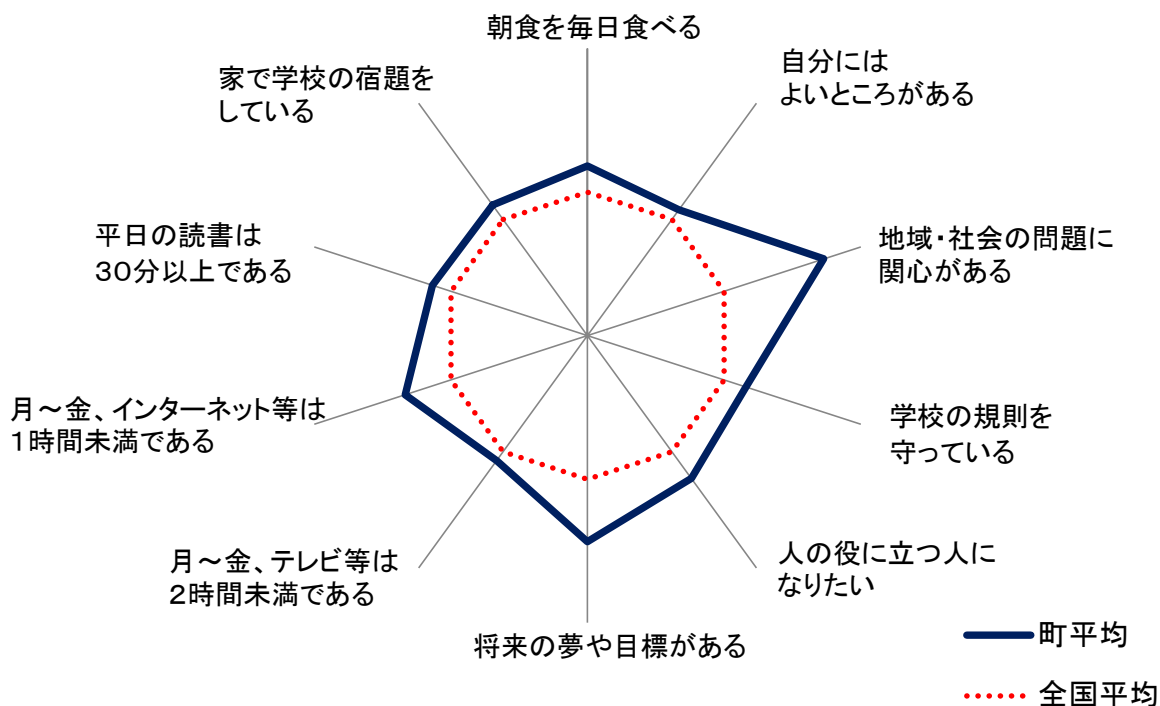 朝食を毎日食べる
自分には
よいところがある
地域・社会の問題に
関心がある
学校の規則を
守っている
人の役に立つ人に
なりたい
将来の夢や目標がある
月～金、テレビ等は
２時間未満である
月～金、インターネット等は
１時間未満である
平日の読書は
３０分以上である
家で学校の宿題を
している
町平均
全国平均